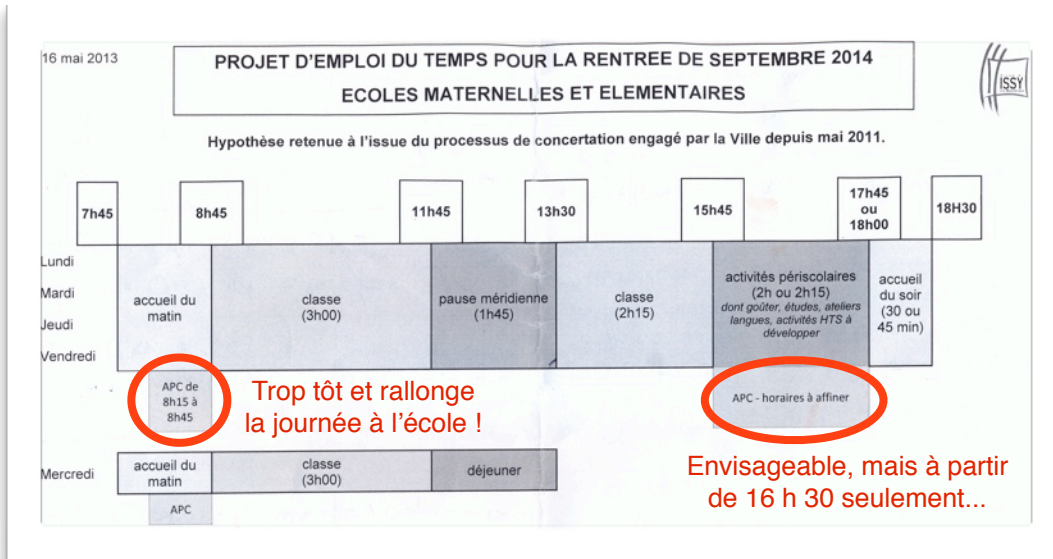 16 mai 2013
PROJET D'EMPLOI DU TEMPS POUR LA RENTREE DE SEPTEMBRE 2014
ECOLES MATERNELLES ET ELEMENTAIRES
ISSY
Hypothèse retenue à l'issue du processus de concertation engagé par la Ville depuis mai 2011.
7h45
8h45
11h45
13h30
15h45
17h45
ou
18h00
18H30
Lundi
Mardi
Jeudi
Vendredi
accueil du
matin
classe
(3h00)
pause méridienne
(1h45)
classe
(2h15)
activités périscolaires
(2h ou 2h15)
dont goûter, études, ateliers
langues, activités HTS à
développer
accueil
du soir
(30 ou
45 min)
APC de
8h15 à
8h45
Trop tôt et rallonge
la journée à l'école !
APC - horaires à affiner
Envisageable, mais à partir
de 16 h 30 seulement...
Mercredi
accueil du
matin
classe
(3h00)
déjeuner
APC